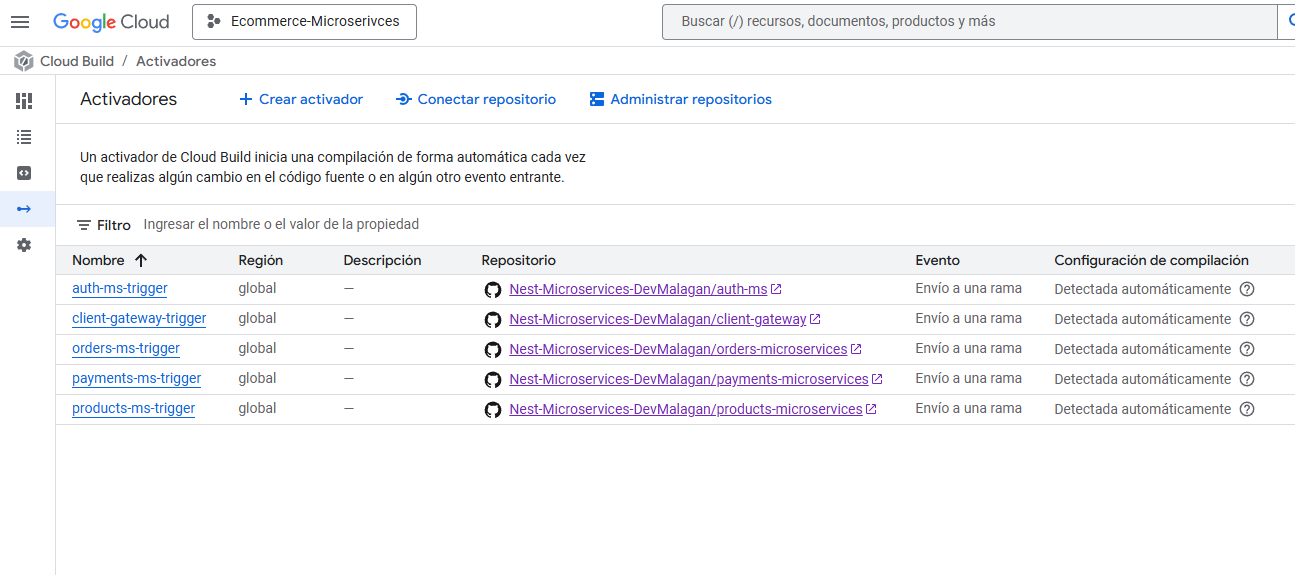 Google Cloud
Ecommerce-Microserivces
Buscar (/) recursos, documentos, productos y más
Cloud Build / Activadores
Activadores
Crear activador
Conectar repositorio
Administrar repositorios
Un activador de Cloud Build inicia una compilación de forma automática cada vez
que realizas algún cambio en el código fuente o en algún otro evento entrante.
Filtro Ingresar el nombre o el valor de la propiedad
Nombre Región Descripción Repositorio Evento Configuración de compilación
auth-ms-trigger global — Nest-Microservices-DevMalagan/auth-ms Envío a una rama Detectada automáticamente
client-gateway-trigger global — Nest-Microservices-DevMalagan/client-gateway Envío a una rama Detectada automáticamente
orders-ms-trigger global — Nest-Microservices-DevMalagan/orders-microservices Envío a una rama Detectada automáticamente
payments-ms-trigger global — Nest-Microservices-DevMalagan/payments-microservices Envío a una rama Detectada automáticamente
products-ms-trigger global — Nest-Microservices-DevMalagan/products-microservices Envío a una rama Detectada automáticamente